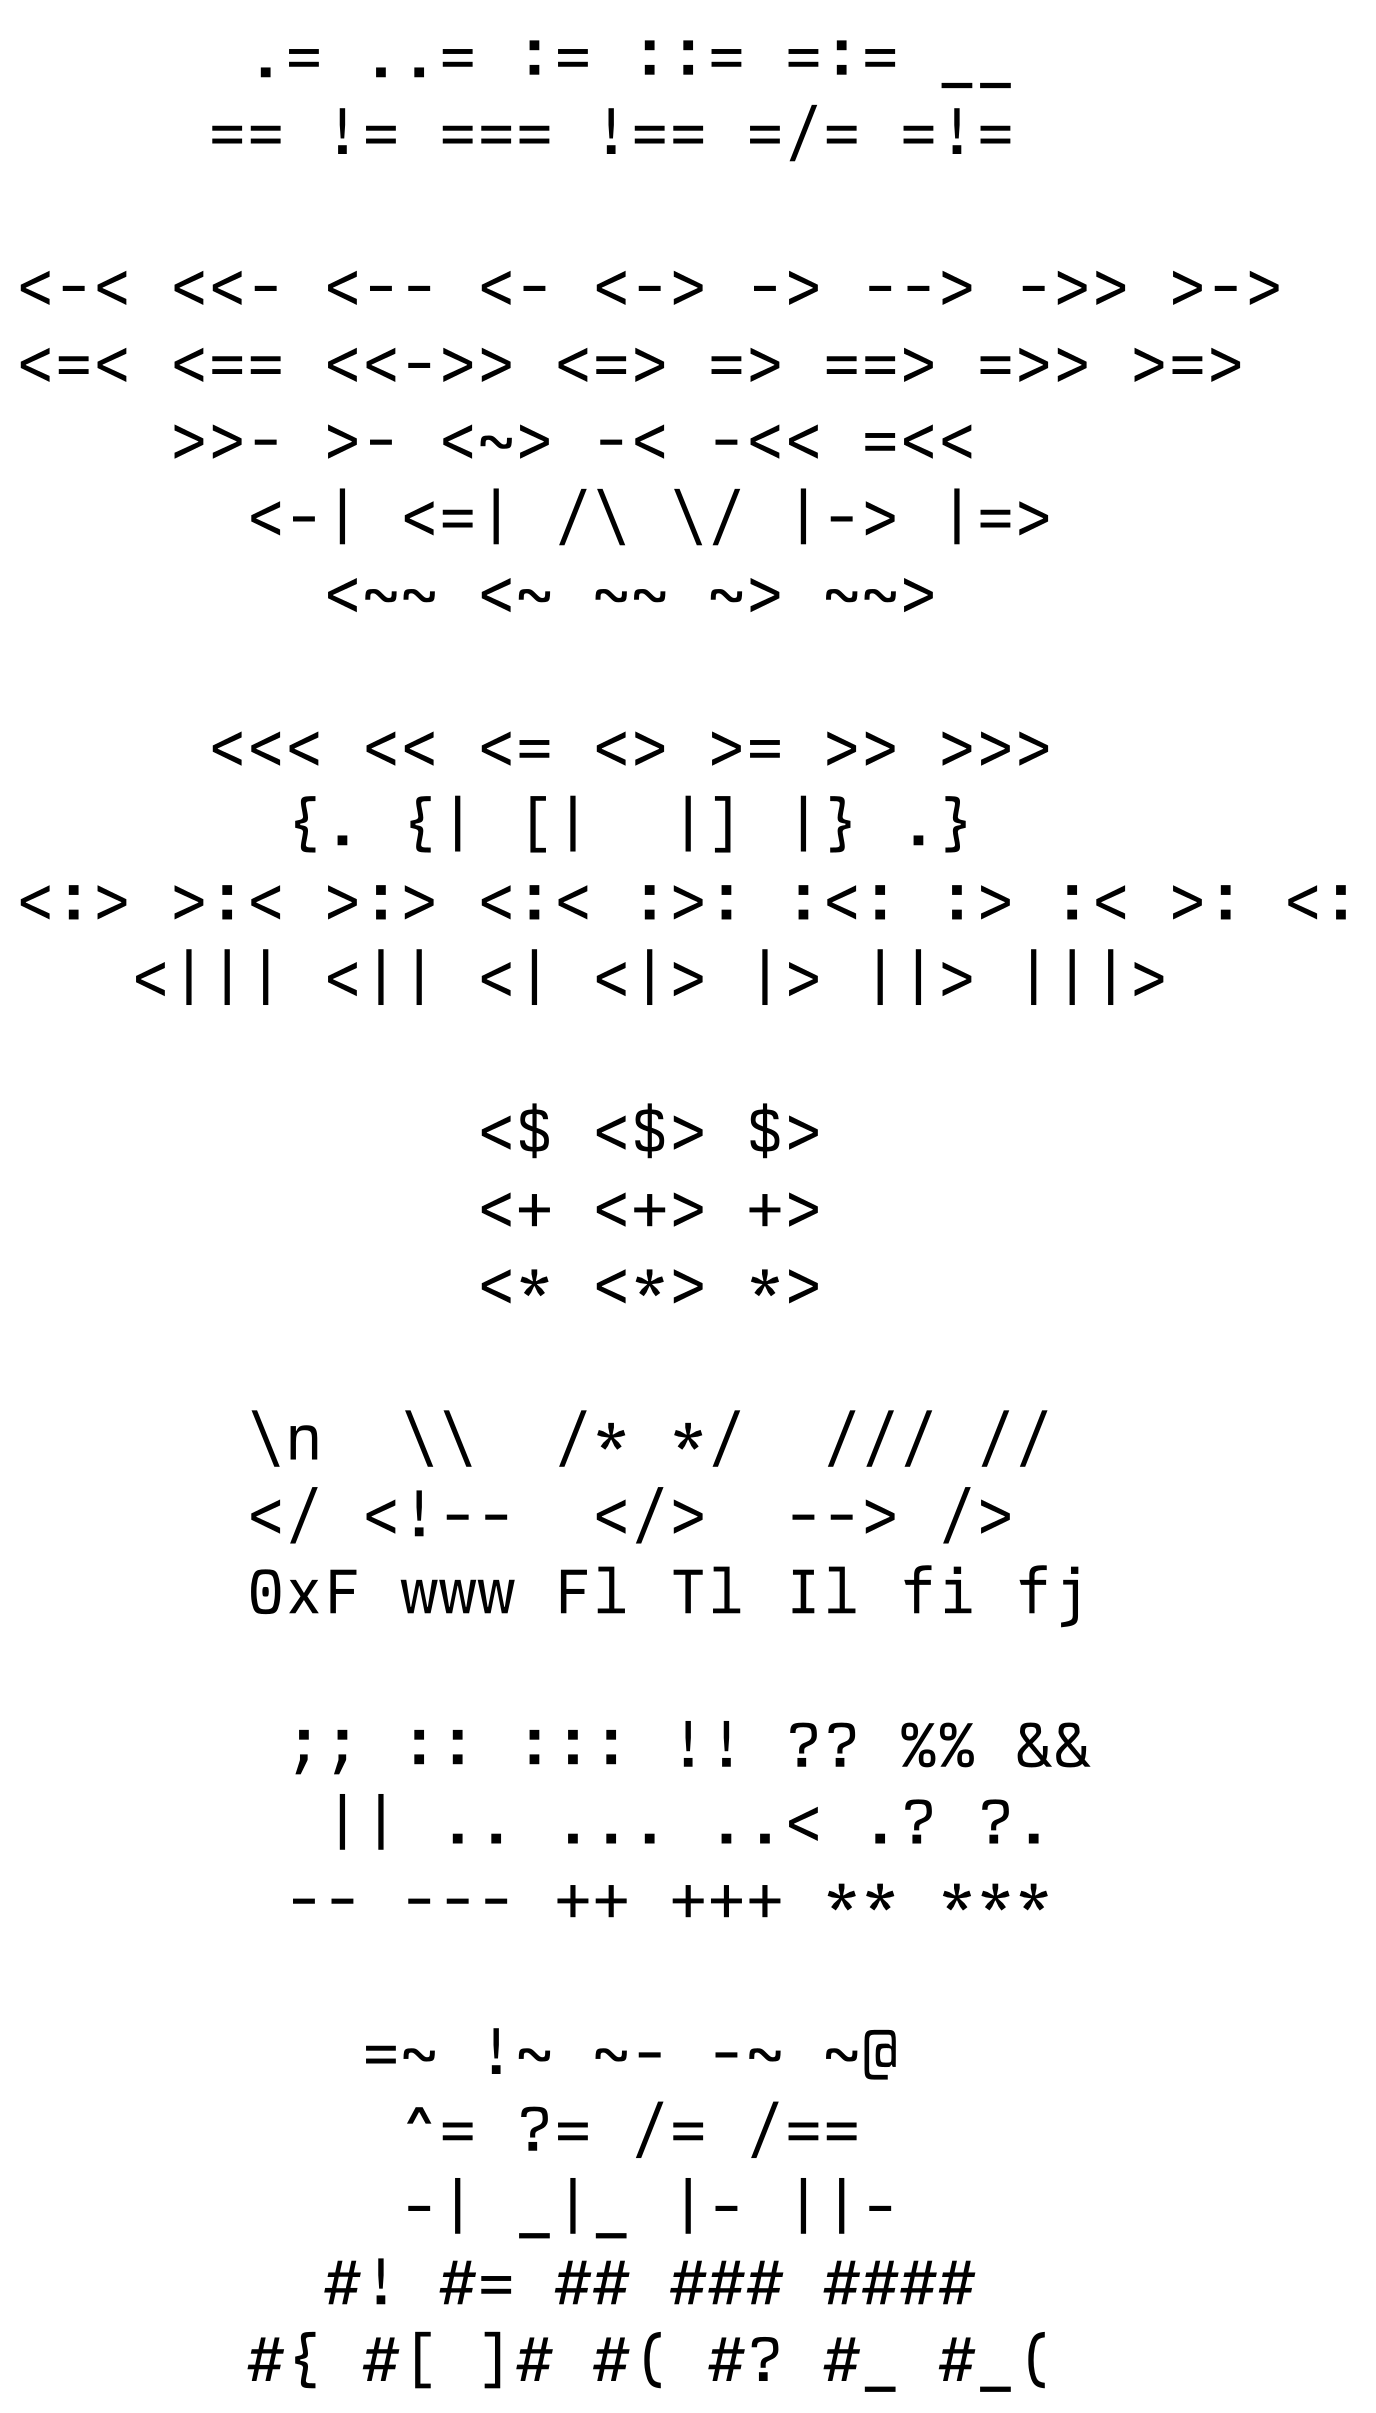 .= ..= := ::= =:= __
== != === !== =/= =!=
<-< <<- <-- <- <-> -> --> ->> >->
<=< <== <<->> <=> => ==> =>> >=>
>>- >- <~> -< -<< =<<
<-| <=| /\ \/ |-> |=>
<~~ <~ ~~ ~> ~~>
<<< << <= <> >= >> >>>
{. {| [|  |] |} .}
<:> >:< >:> <:< :>: :<: :> :< >: <:
<||| <|| <| <|> |> ||> |||>
<$ <$> $>
<+ <+> +>
<* <*> *>
\n  \\  /* */  /// //
</ <!--  </>  --> />
0xF www Fl Tl Il fi fj
;; :: ::: !! ?? %% &&
|| .. ... ..< .? ?.
-- --- ++ +++ ** ***
=~ !~ ~- -~ ~@
^= ?= /= /==
-| _|_ |- ||-
#! #= ## ### ####
#{ #[ ]# #( #? #_ #_(